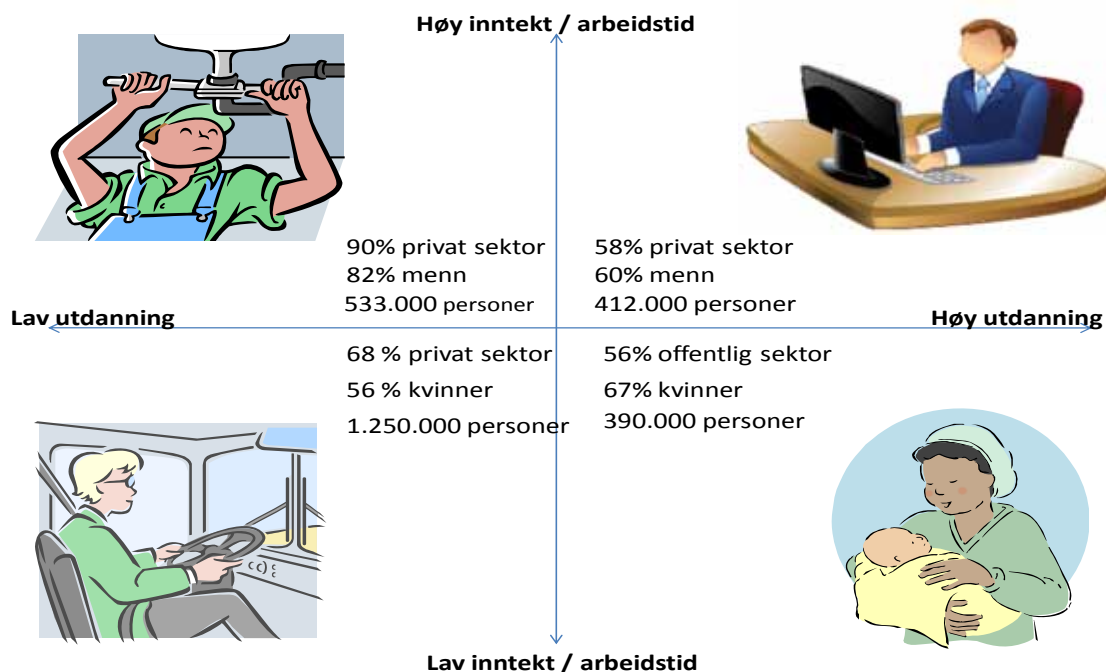 Høy inntekt / arbeidstid
90% privat sektor
82% menn
533.000 personer
58% privat sektor
60% menn
412.000 personer
Lav utdanning
Høy utdanning
68 % privat sektor
56 % kvinner
1.250.000 personer
56% offentlig sektor
67% kvinner
390.000 personer
Lav inntekt / arbeidstid